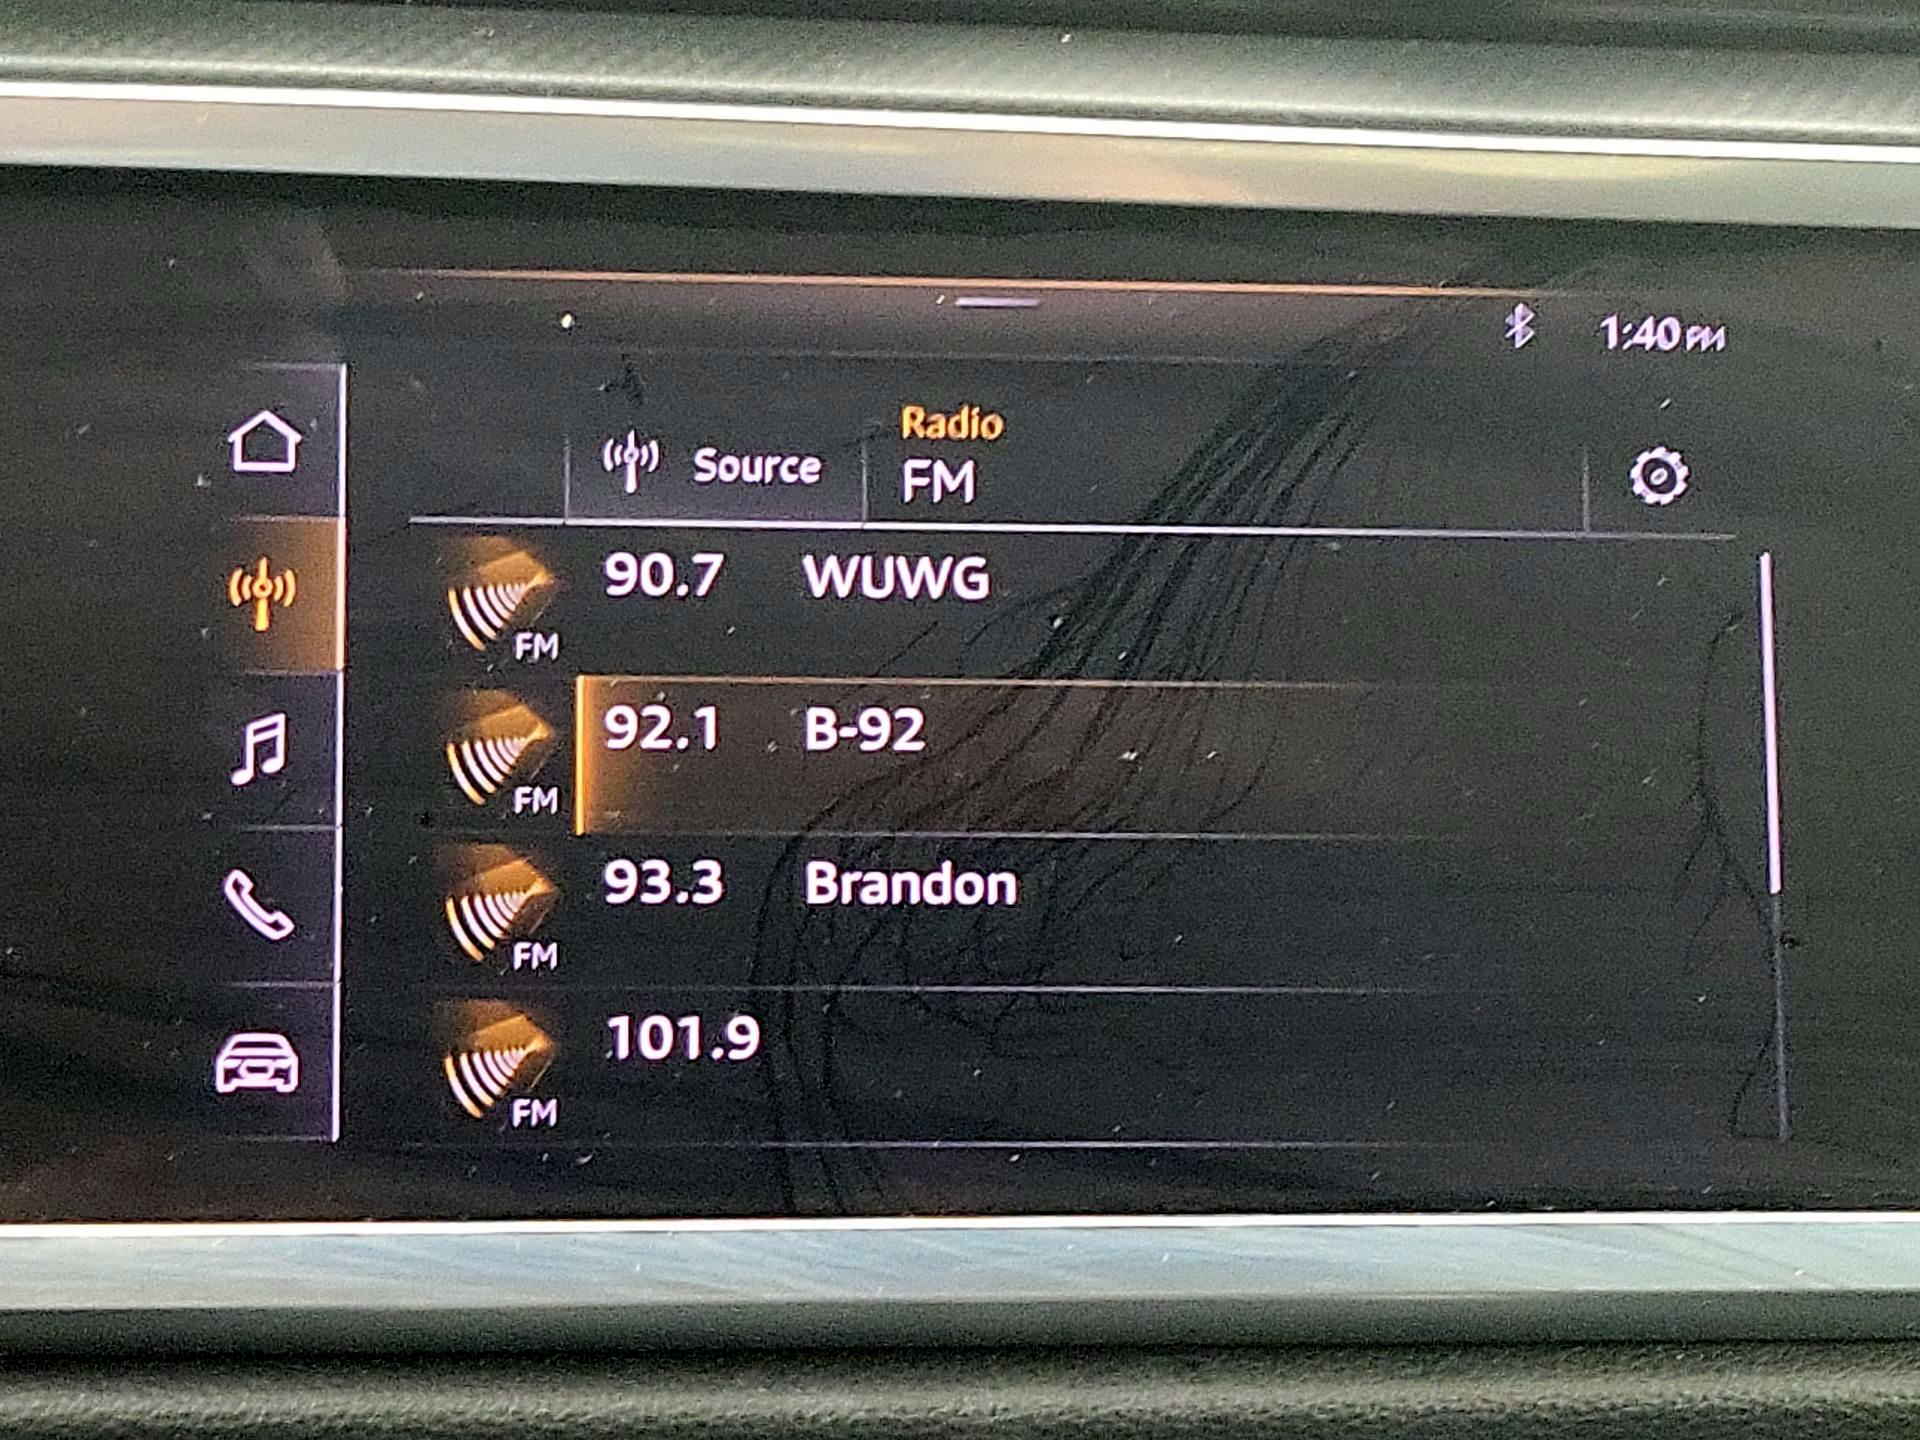 1:40 PM
Source
Radio
FM
90.7 WUWG
FM
92.1 B-92
FM
93.3 Brandon
FM
101.9
FM